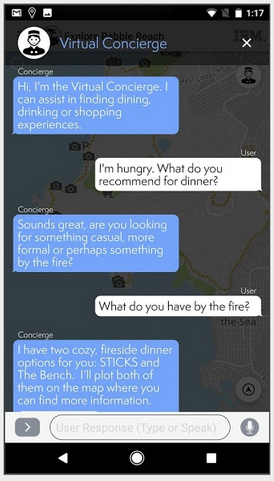 1:17
Explore Pebble Beach
IBM
Virtual Concierge
Concierge
Hi, I'm the Virtual Concierge. I
can assist in finding dining,
drinking or shopping
experiences.
User
I'm hungry. What do you
recommend for dinner?
Concierge
Sounds great, are you looking
for something casual, more
formal or perhaps something
by the fire?
User
What do you have by the fire?
the-Sea
Concierge
I have two cozy, fireside dinner
options for you: STICKS and
The Bench. I'll plot both of
them on the map where you
can find more information.
User Response (Type or Speak)